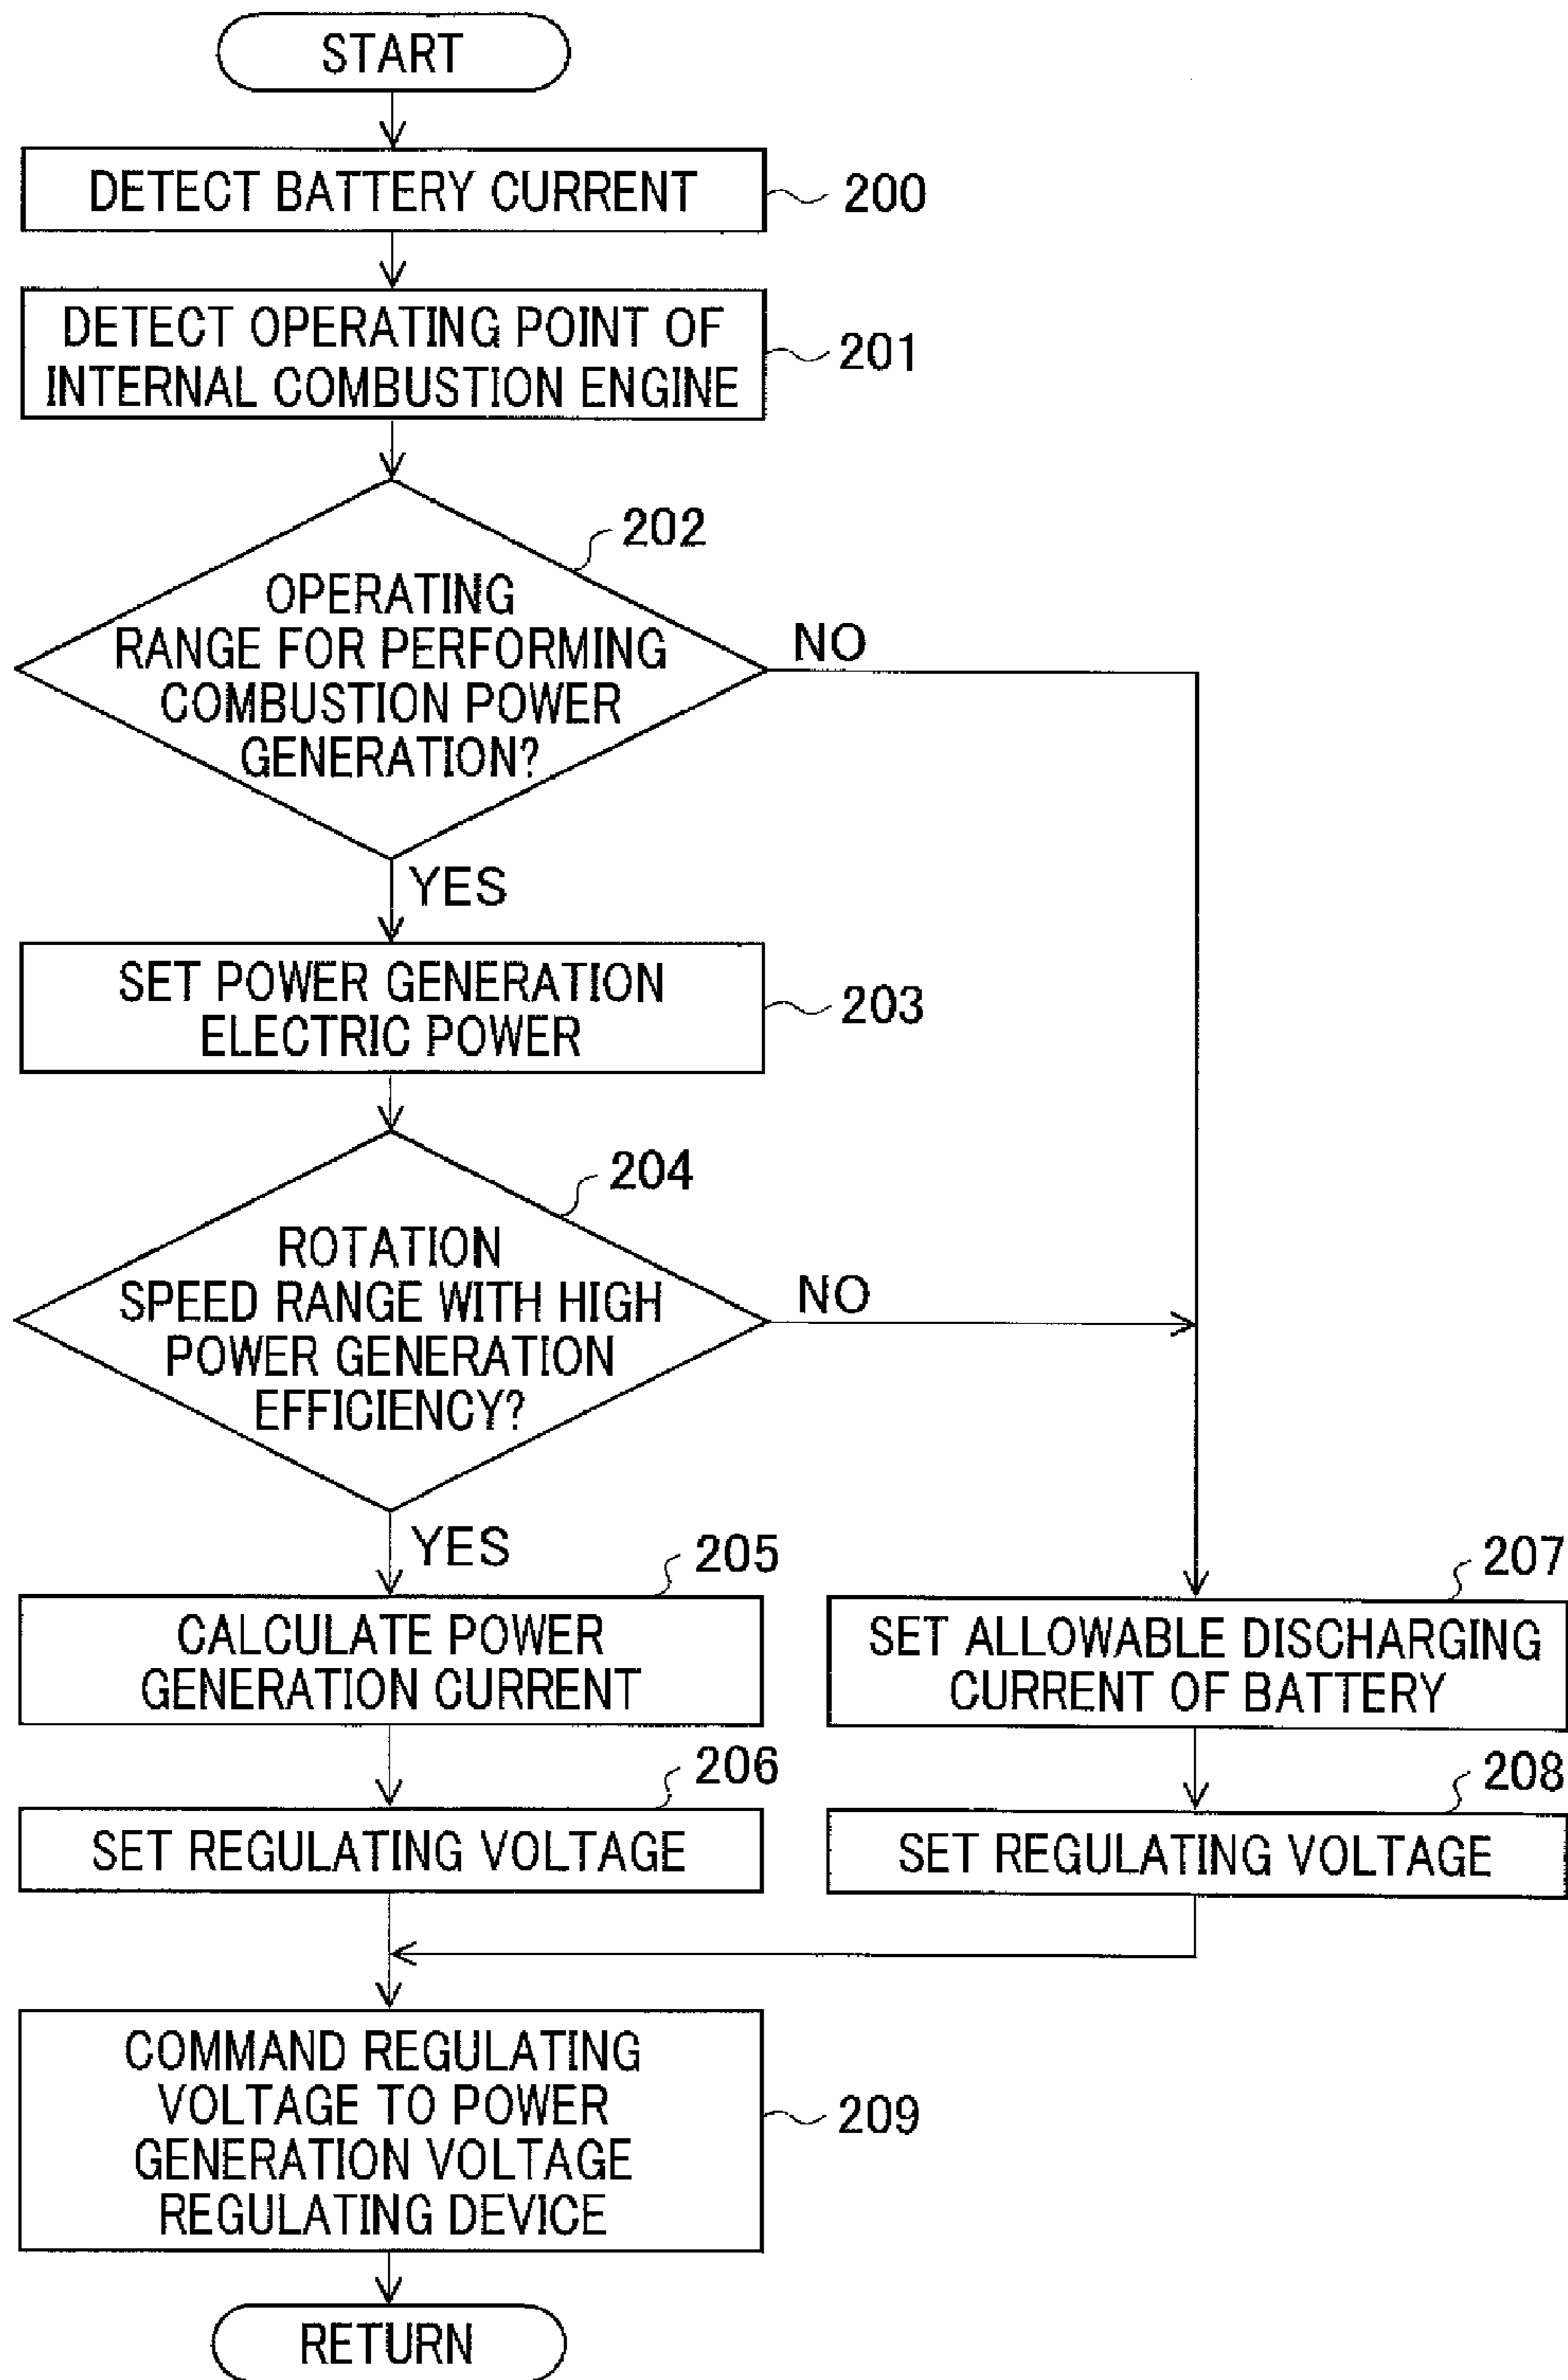 START
DETECT BATTERY CURRENT
200
DETECT OPERATING POINT OF
INTERNAL COMBUSTION ENGINE
201
202
OPERATING
RANGE FOR PERFORMING
COMBUSTION POWER
GENERATION?
NO
YES
SET POWER GENERATION
ELECTRIC POWER
203
204
ROTATION
SPEED RANGE WITH HIGH
POWER GENERATION
EFFICIENCY?
NO
YES
205
CALCULATE POWER
GENERATION CURRENT
207
SET ALLOWABLE DISCHARGING
CURRENT OF BATTERY
206
SET REGULATING VOLTAGE
208
SET REGULATING VOLTAGE
COMMAND REGULATING
VOLTAGE TO POWER
GENERATION VOLTAGE
REGULATING DEVICE
209
RETURN